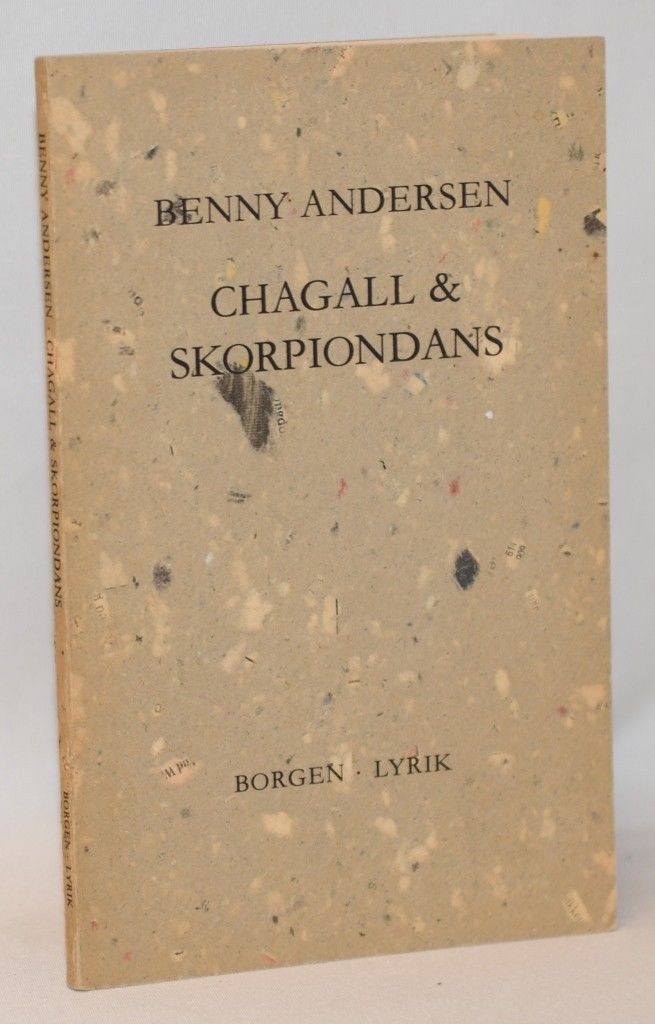 BENNY ANDERSEN
CHAGALL &
SKORPIONDANS
BORGEN · LYRIK
BENNY ANDERSEN · CHAGALL & SKORPIONDANS
BORGEN · LYRIK